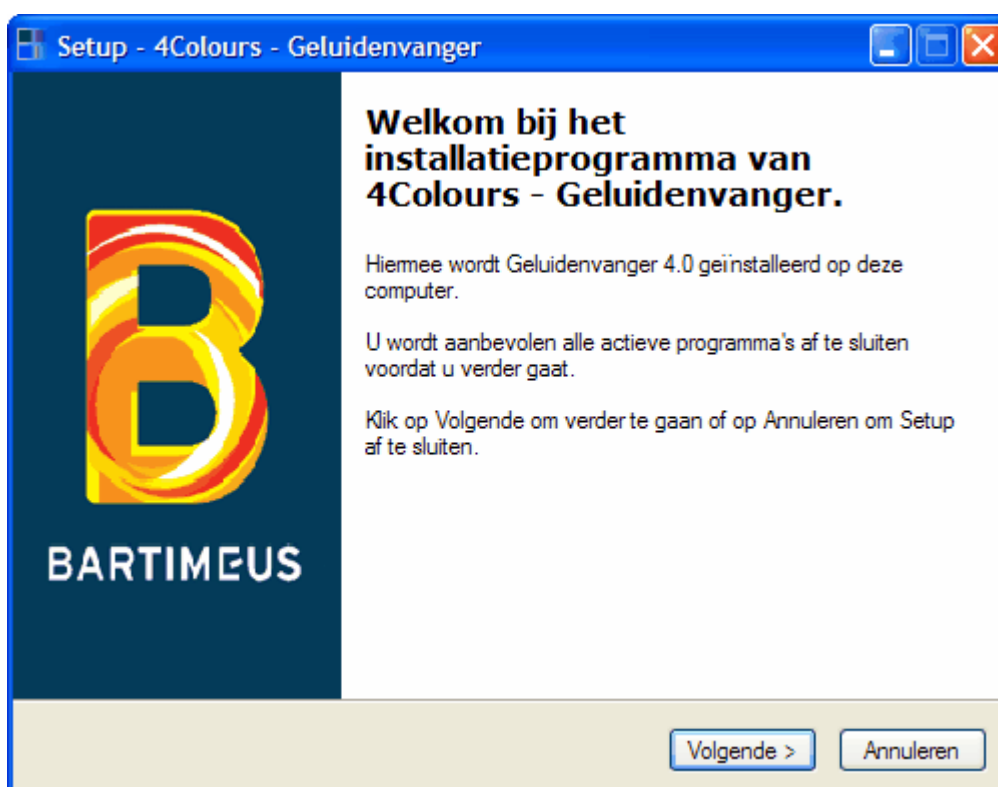 Setup - 4Colours - Geluidenvanger
Welkom bij het
installatieprogramma van
4Colours - Geluidenvanger.
Hiermee wordt Geluidenvanger 4.0 geïnstalleerd op deze
computer.
U wordt aanbevolen alle actieve programma's af te sluiten
voordat u verder gaat.
Klik op Volgende om verder te gaan of op Annuleren om Setup
af te sluiten.
B
BARTIMEUS
Volgende >
Annuleren